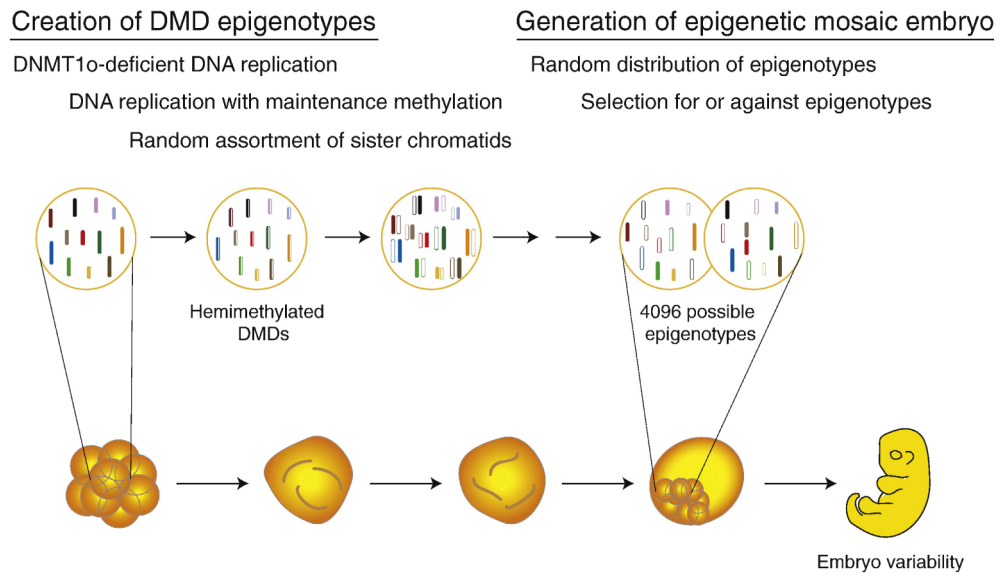 Creation of DMD epigenotypes
DNMT1o-deficient DNA replication
DNA replication with maintenance methylation
Random assortment of sister chromatids
Generation of epigenetic mosaic embryo
Random distribution of epigenotypes
Selection for or against epigenotypes
Hemimethylated
DMDs
4096 possible
epigenotypes
Embryo variability